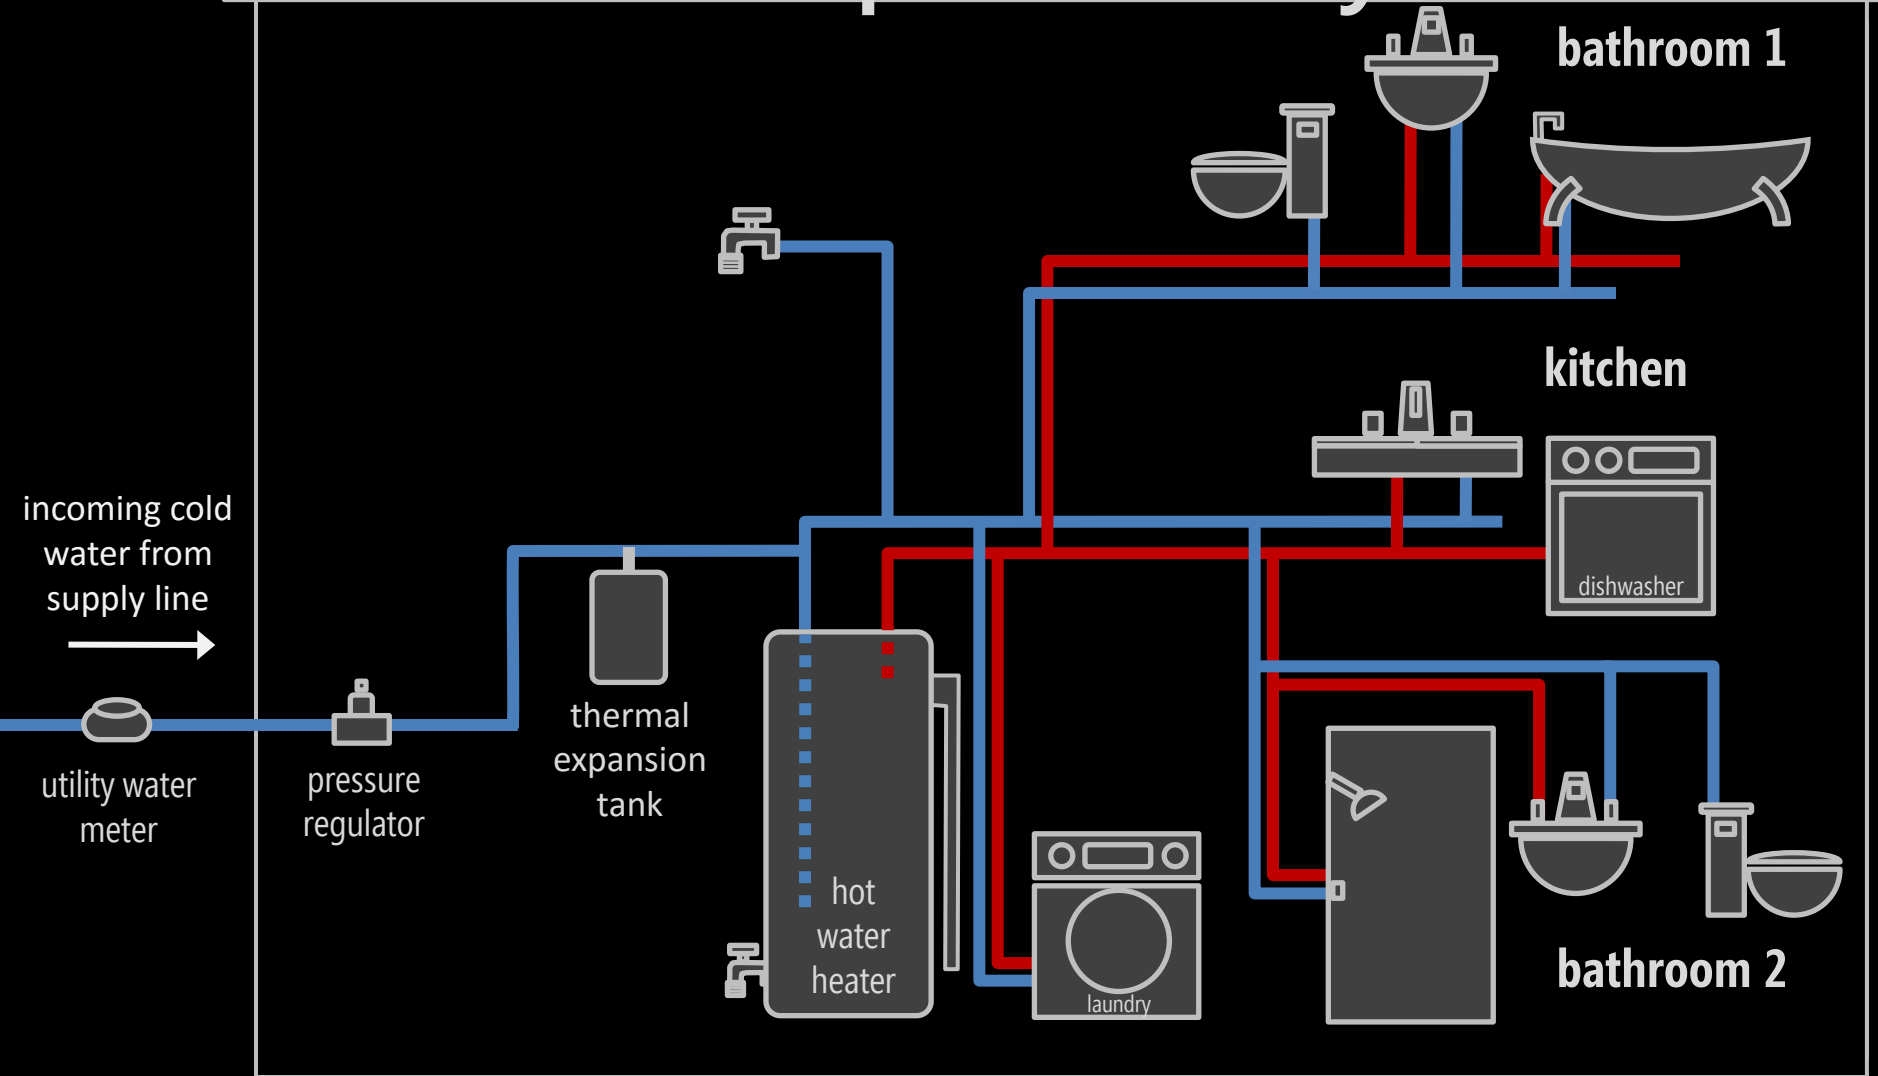 bathroom 1
kitchen
incoming cold
water from
supply line
dishwasher
thermal
expansion
tank
utility water
meter
pressure
regulator
hot
water
heater
laundry
bathroom 2